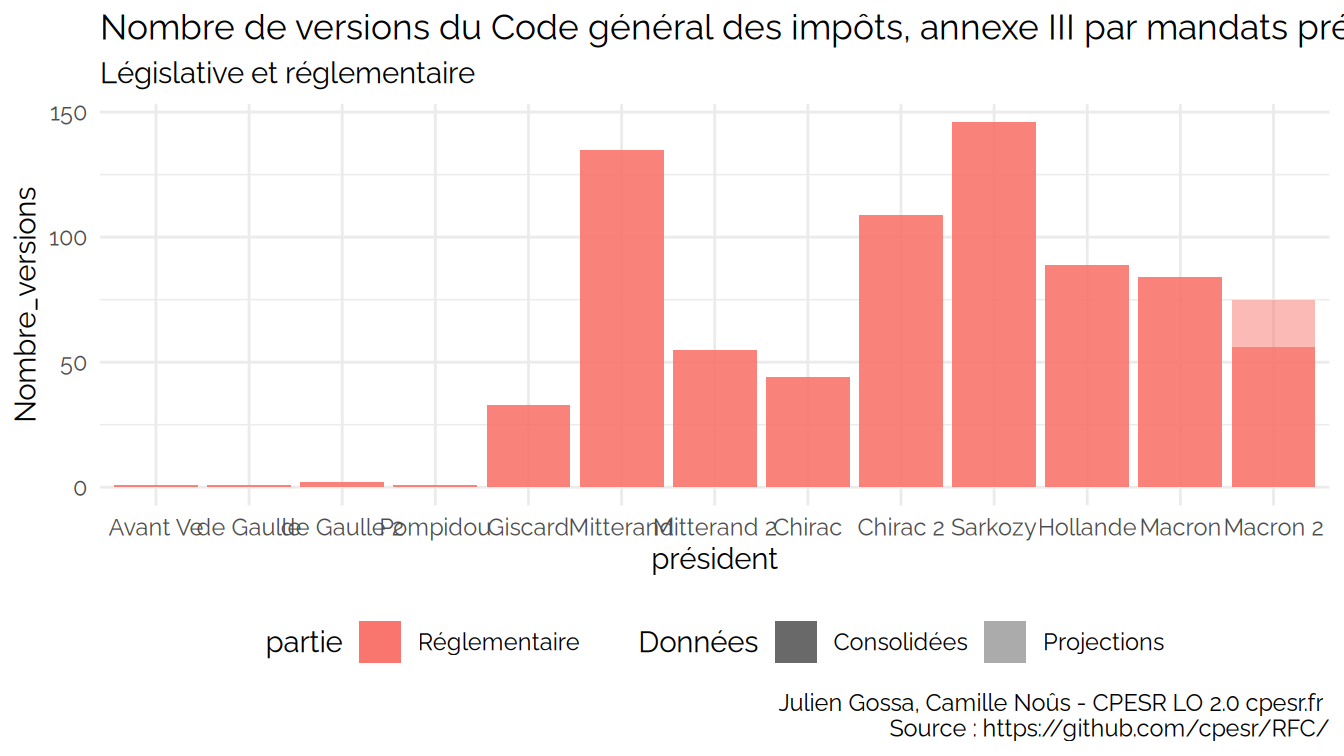 Nombre de versions du Code général des impôts, annexe III par mandats pré
Législative et réglementaire
150
100
50
0
Nombre_versions
Avant Ve de Gaulle de Gaulle 2 Pompidou Giscard Mitterand Mitterand 2 Chirac Chirac 2 Sarkozy Hollande Macron Macron 2
président
partie Réglementaire Données Consolidées Projections
Julien Gossa, Camille Noûs - CPESR LO 2.0 cpesr.fr
Source : https://github.com/cpesr/RFC/